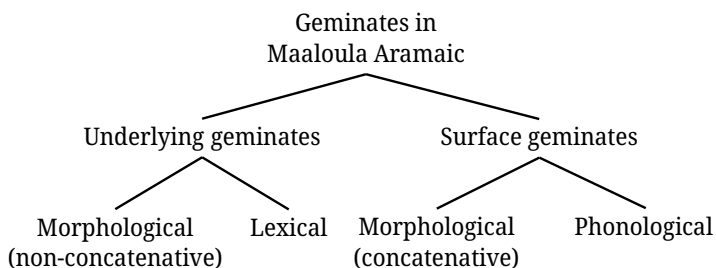 Geminates in
Maaloula Aramaic
Underlying geminates
Surface geminates
Morphological
(non-concatenative)
Lexical
Morphological
(concatenative)
Phonological